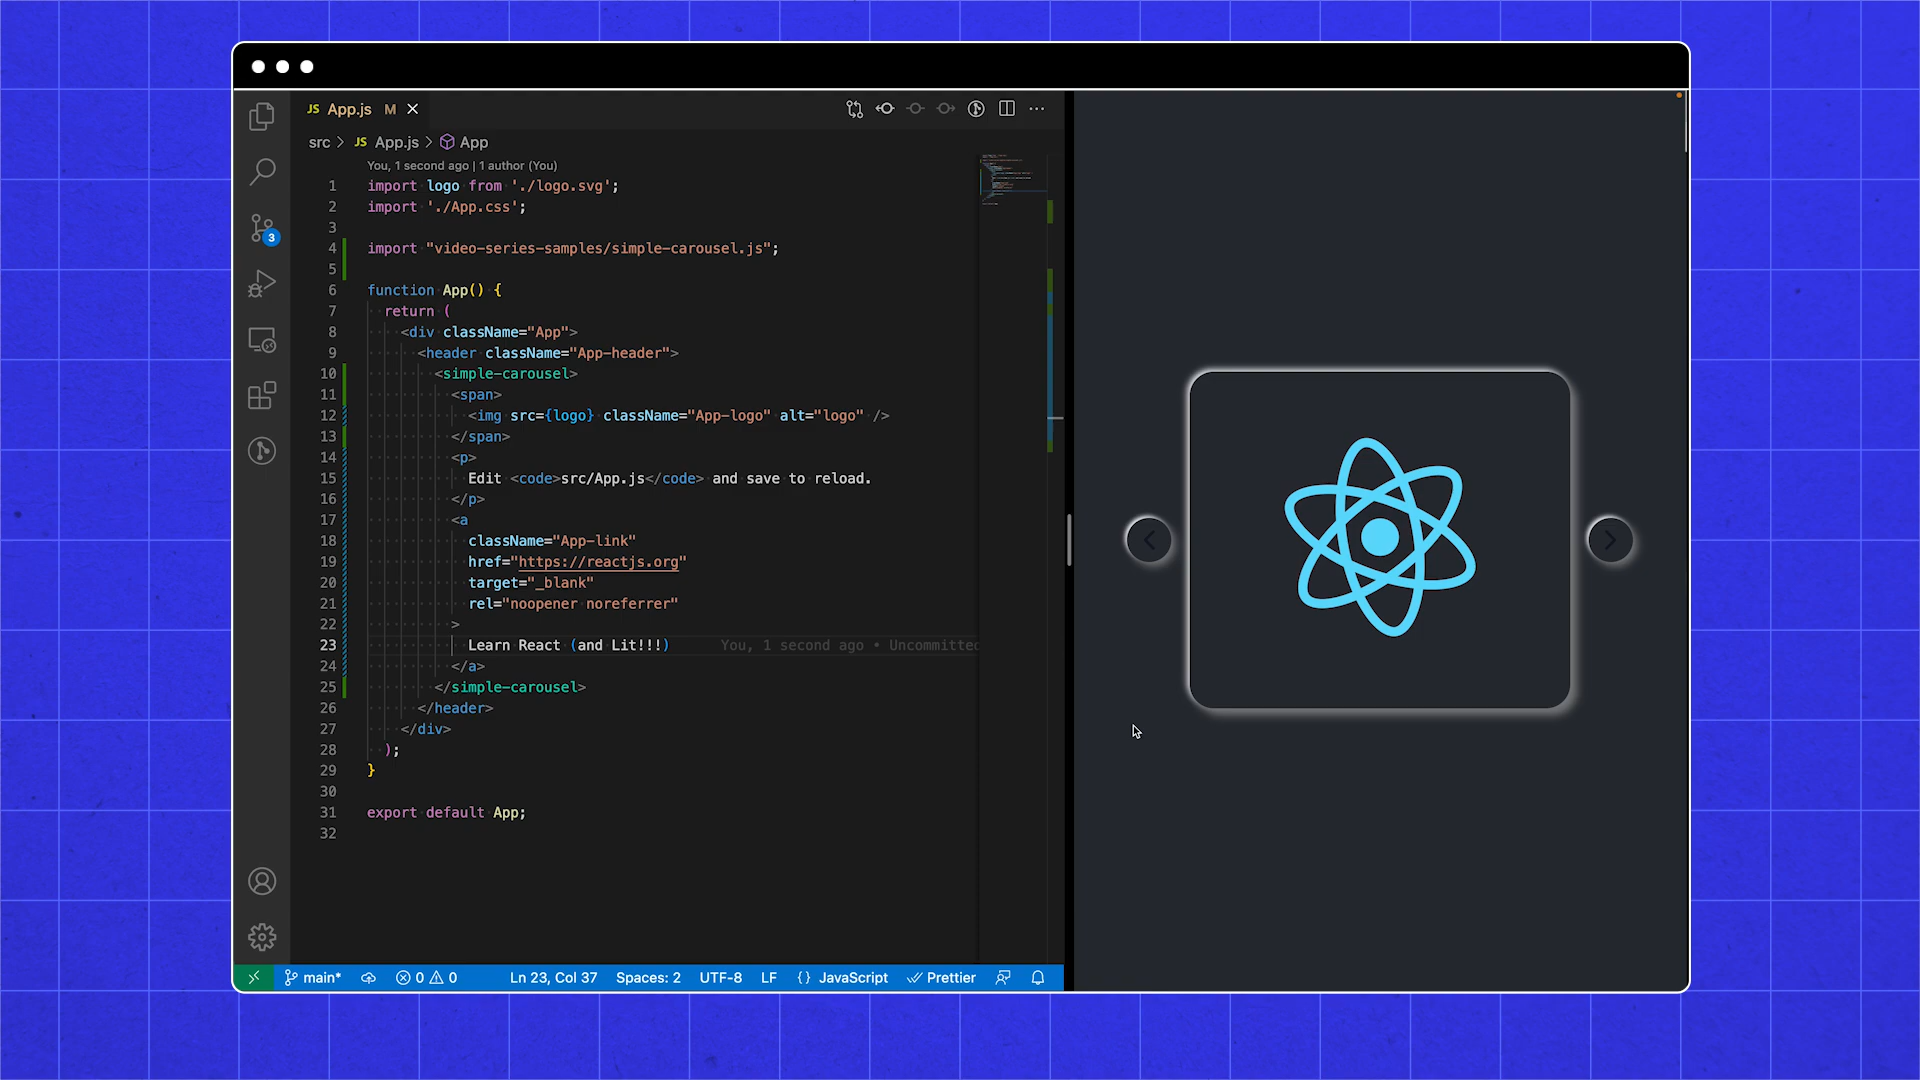 JS App.js M
src > JS App.js > App
You, 1 second ago | 1 author (You)
1 import logo from './logo.svg';
2 import './App.css';
3
4 import "video-series-samples/simple-carousel.js";
5
6 function App() {
7 return (
8 <div className="App">
9 <header className="App-header">
10 <simple-carousel>
11 <span>
12 <img src={logo} className="App-logo" alt="logo" />
13 </span>
14 <p>
15 Edit <code>src/App.js</code> and save to reload.
16 </p>
17 <a
18 className="App-link"
19 href="https://reactjs.org"
20 target="_blank"
21 rel="noopener noreferrer"
22 >
23 Learn React (and Lit!!!) You, 1 second ago • Uncommitted
24 </a>
25 </simple-carousel>
26 </header>
27 </div>
28 );
29 }
30
31 export default App;
32
3
main* 0 0 Ln 23, Col 37 Spaces: 2 UTF-8 LF {} JavaScript Prettier